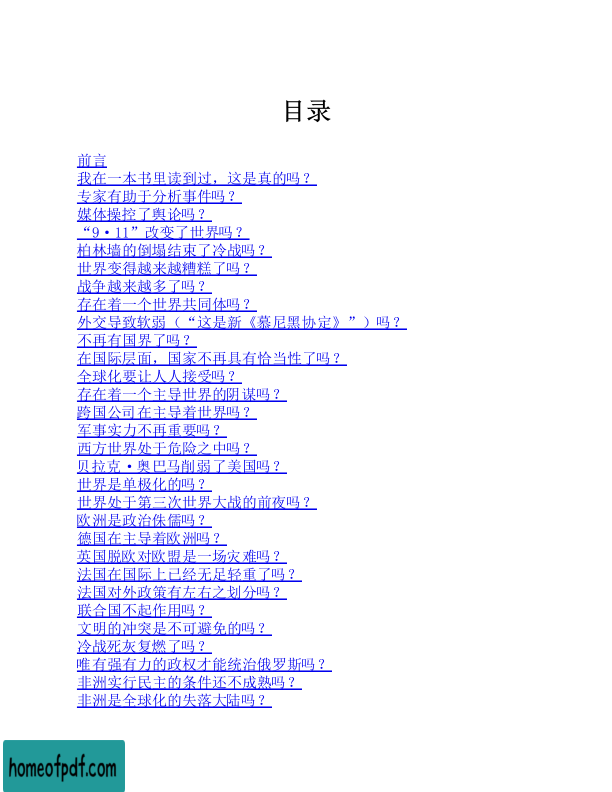 目录
前言
我在一本书里读到过，这是真的吗？
专家有助于分析事件吗？
媒体操控了舆论吗？
“9·11”改变了世界吗？
柏林墙的倒塌结束了冷战吗？
世界变得越来越糟糕了吗？
战争越来越多了吗？
存在着一个世界共同体吗？
外交导致软弱（“这是新《慕尼黑协定》”）吗？
不再有国界了吗？
在国际层面，国家不再具有恰当性了吗？
全球化要让人人接受吗？
存在着一个主导世界的阴谋吗？
跨国公司在主导着世界吗？
军事实力不再重要吗？
西方世界处于危险之中吗？
贝拉克·奥巴马削弱了美国吗？
世界是单极化的吗？
世界处于第三次世界大战的前夜吗？
欧洲是政治侏儒吗？
德国在主导着欧洲吗？
英国脱欧对欧盟是一场灾难吗？
法国在国际上已经无足轻重了吗？
法国对外政策有左右之划分吗？
联合国不起作用吗？
文明的冲突是不可避免的吗？
冷战死灰复燃了吗？
唯有强有力的政权才能统治俄罗斯吗？
非洲实行民主的条件还不成熟吗？
非洲是全球化的失落大陆吗？
homeofpdf.com